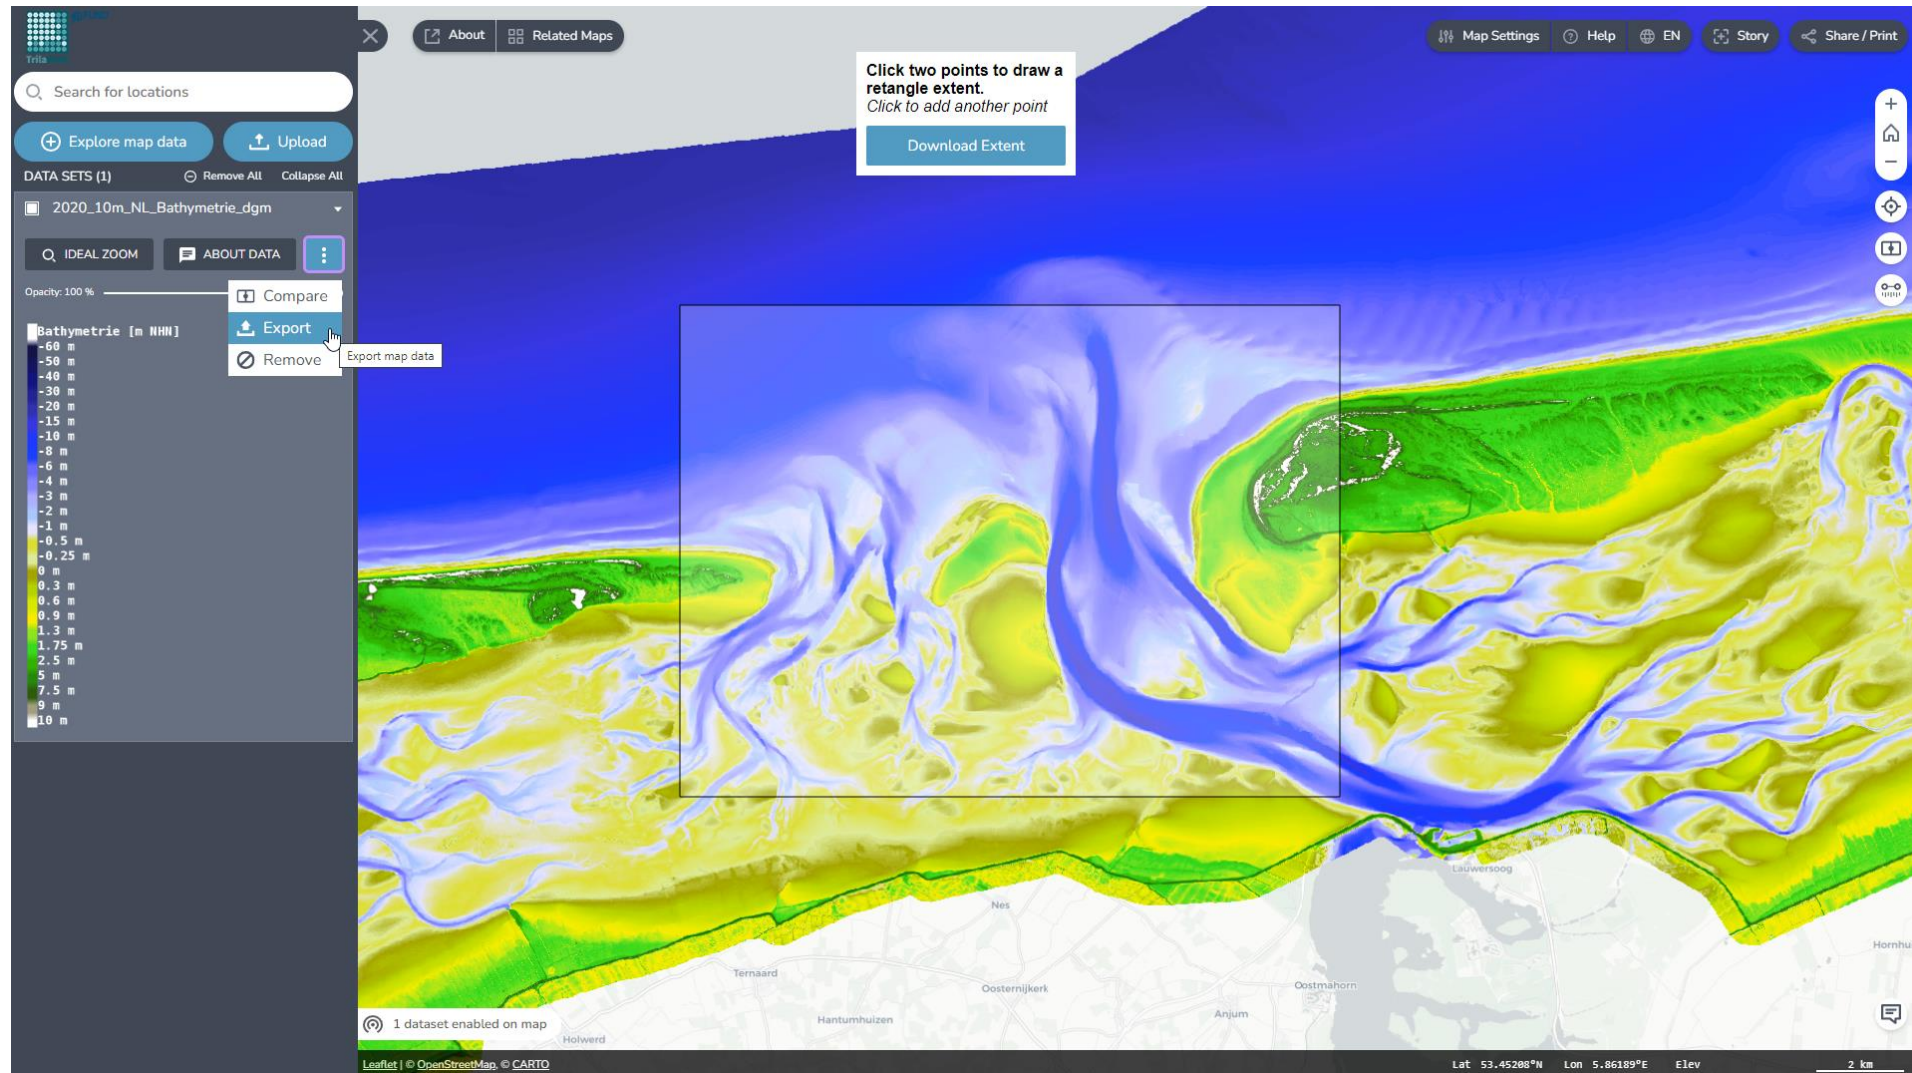 About
Related Maps
Map Settings
Help
EN
Story
Share / Print
Search for locations
Explore map data
Upload
DATA SETS (1)
Remove All
Collapse All
2020_10m_NL_Bathymetrie_dgm
IDEAL ZOOM
ABOUT DATA
Opacity: 100 %
Compare
Export
Remove
Export map data
Bathymetrie [m NHN]
-60 m
-50 m
-40 m
-30 m
-20 m
-15 m
-10 m
-8 m
-6 m
-4 m
-3 m
-2 m
-1 m
-0.5 m
-0.25 m
0 m
0.3 m
0.6 m
0.9 m
1.3 m
1.75 m
2.5 m
5 m
7.5 m
9 m
10 m
Click two points to draw a
retangle extent.
Click to add another point
Download Extent
Lauwersoog
Nes
Ternaard
Oosternijkerk
Oostmahorn
Hantumhuizen
Anjum
Holwerd
1 dataset enabled on map
Leaflet | © OpenStreetMap, © CARTO
Lat 53.45208°N Lon 5.86189°E Elev
2 km